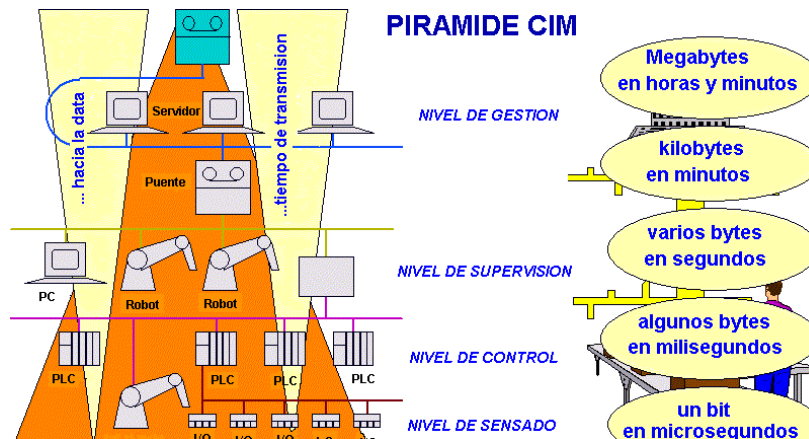 PIRAMIDE CIM
... hacia la data
...tiempo de transmision
Servidor
NIVEL DE GESTION
Megabytes
en horas y minutos
Puente
kilobytes
en minutos
PC
Robot
Robot
NIVEL DE SUPERVISION
varios bytes
en segundos
PLC
PLC
PLC
PLC
NIVEL DE CONTROL
algunos bytes
en milisegundos
NIVEL DE SENSADO
un bit
en microsegundos
I/O
I/O
I/O